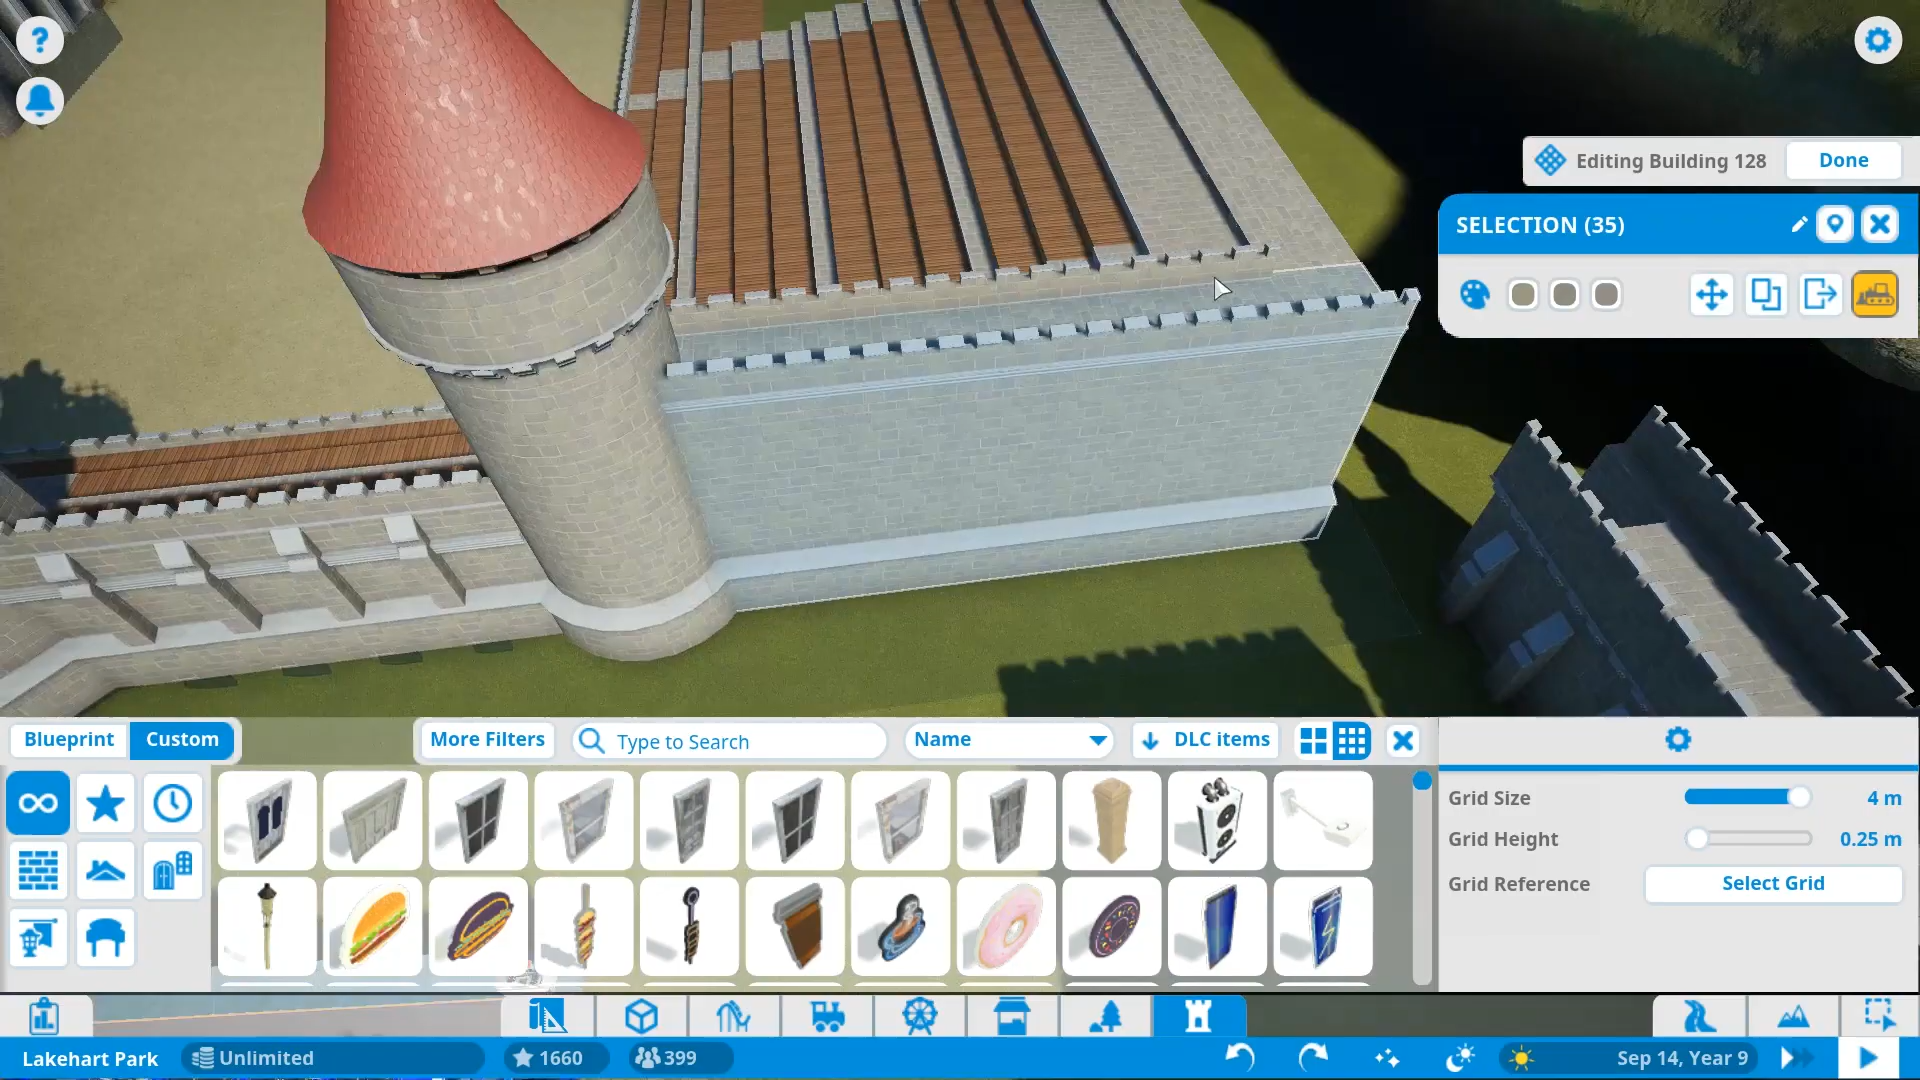 ?
Editing Building 128
Done
SELECTION (35)
Blueprint
Custom
More Filters
Type to Search
Name
DLC items
Grid Size
4 m
Grid Height
0.25 m
Grid Reference
Select Grid
Lakehart Park
Unlimited
1660
399
Sep 14, Year 9